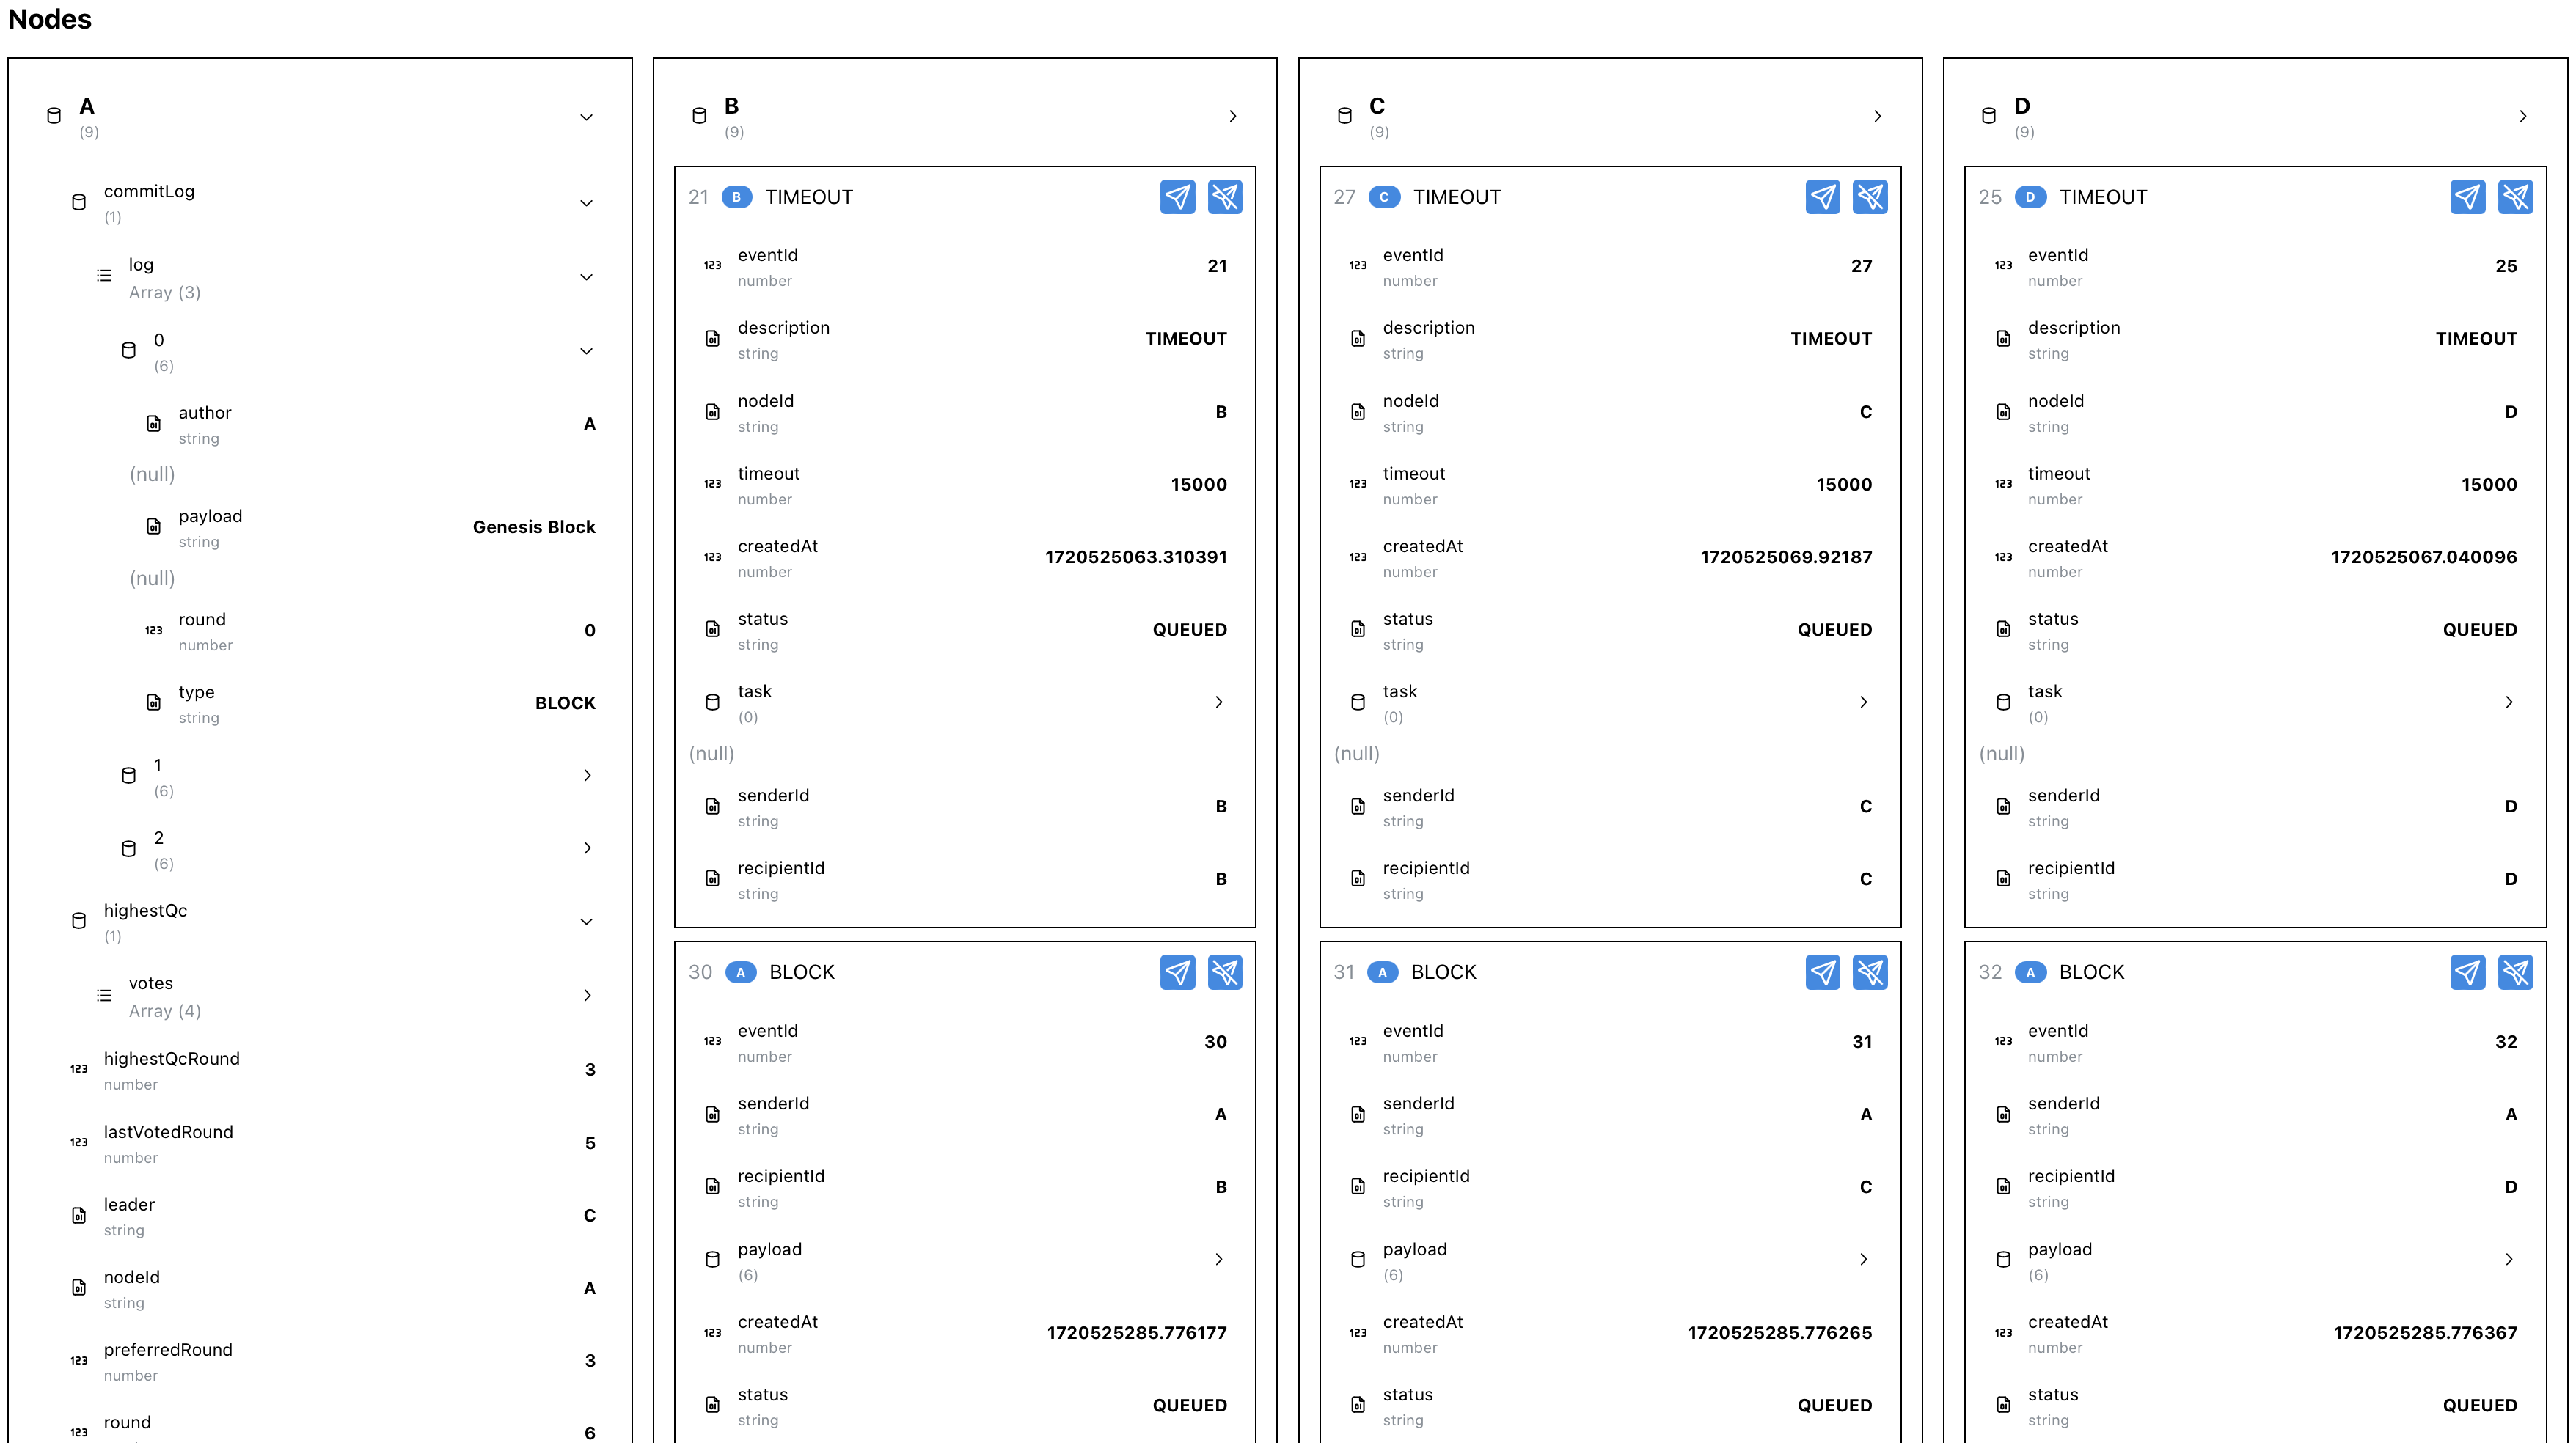 Nodes
A
(9)
commitLog
(1)
log
Array (3)
0
(6)
author
string
A
(null)
payload
string
Genesis Block
(null)
round
number
0
type
string
BLOCK
1
(6)
2
(6)
highestQc
(1)
votes
Array (4)
highestQcRound
number
3
lastVotedRound
number
5
leader
string
C
nodeId
string
A
preferredRound
number
3
round
6
B
(9)
21 B TIMEOUT
123 eventId
number
21
description
string
TIMEOUT
nodeId
string
B
123 timeout
number
15000
123 createdAt
number
1720525063.310391
status
string
QUEUED
task
(0)
(null)
senderId
string
B
recipientId
string
B
30 A BLOCK
123 eventId
number
30
senderId
string
A
recipientId
string
B
payload
(6)
123 createdAt
number
1720525285.776177
status
string
QUEUED
C
(9)
27 C TIMEOUT
123 eventId
number
27
description
string
TIMEOUT
nodeId
string
C
123 timeout
number
15000
123 createdAt
number
1720525069.92187
status
string
QUEUED
task
(0)
(null)
senderId
string
C
recipientId
string
C
31 A BLOCK
123 eventId
number
31
senderId
string
A
recipientId
string
C
payload
(6)
123 createdAt
number
1720525285.776265
status
string
QUEUED
D
(9)
25 D TIMEOUT
123 eventId
number
25
description
string
TIMEOUT
nodeId
string
D
123 timeout
number
15000
123 createdAt
number
1720525067.040096
status
string
QUEUED
task
(0)
(null)
senderId
string
D
recipientId
string
D
32 A BLOCK
123 eventId
number
32
senderId
string
A
recipientId
string
D
payload
(6)
123 createdAt
number
1720525285.776367
status
string
QUEUED